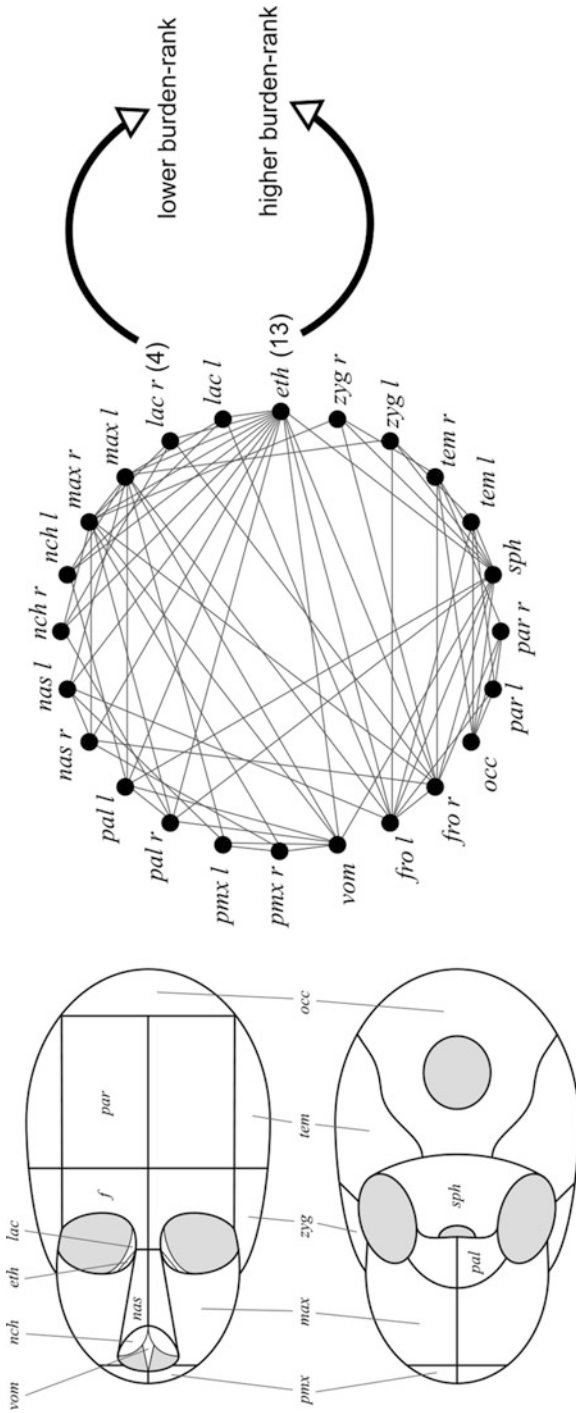 vom
nch
eth
lac
nas
f
par
pmx
max
zyg
tem
occ
pal
sph
nas r
nas l
nch r
nch l
max r
max l
lac r (4)
lac l
eth (13)
zyg r
zyg l
tem r
tem l
sph
par r
par l
occ
fro r
fro l
vom
pmx r
pmx l
pal r
pal l
lower burden-rank
higher burden-rank